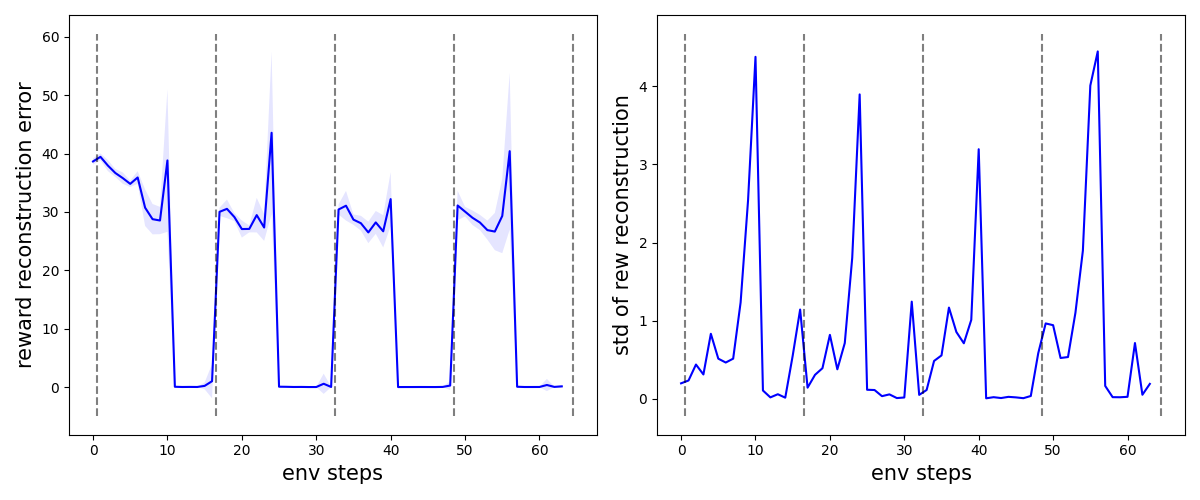 60
50
40
30
20
10
0
reward reconstruction error
0 10 20 30 40 50 60
env steps
4
3
2
1
0
std of rew reconstruction
0 10 20 30 40 50 60
env steps